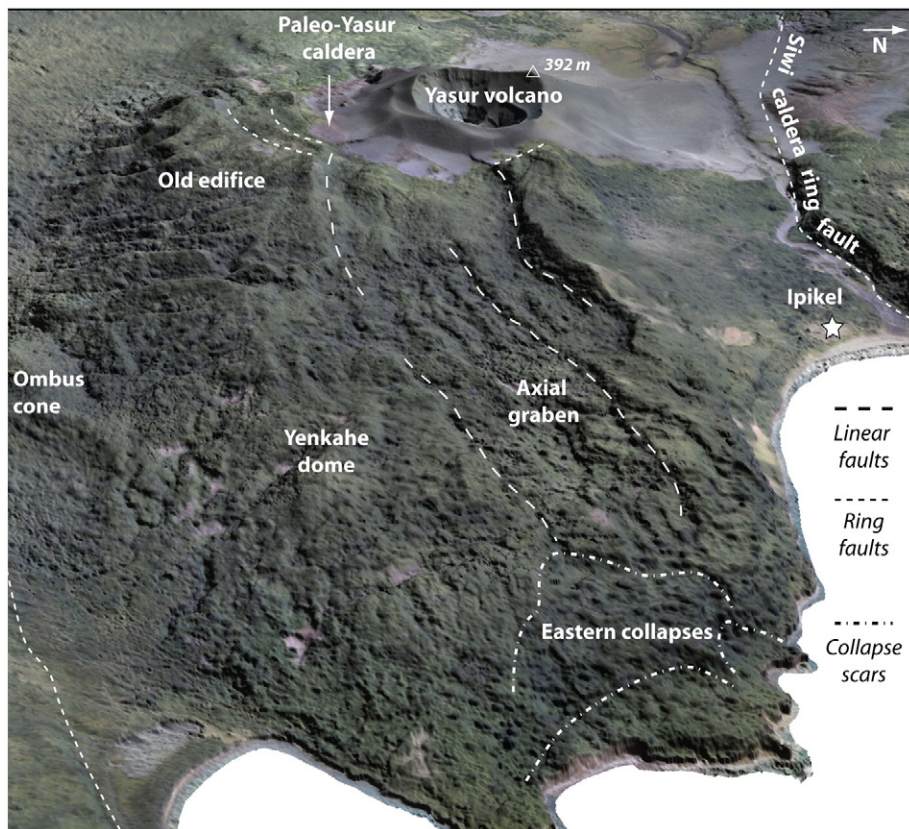 Paleo-Yasur
caldera
392 m
Yasur volcano
N
Siwi caldera ring fault
Old edifice
Ipikel
Ombus
cone
Axial
graben
Yenkahe
dome
Linear
faults
Ring
faults
Eastern collapses
Collapse
scars